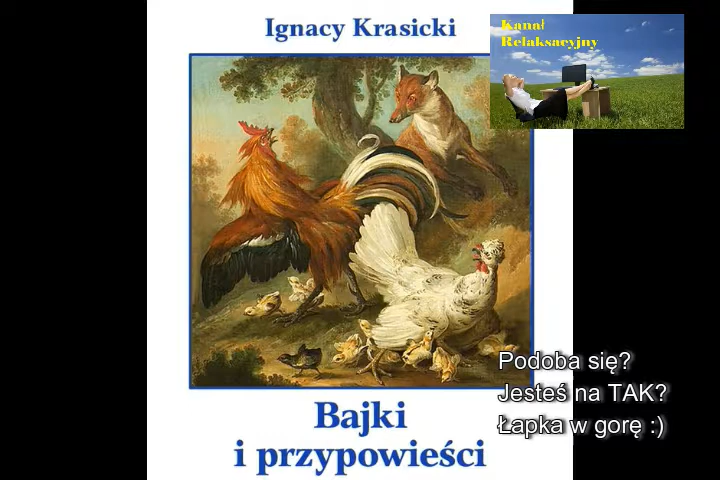 Ignacy Krasicki
Kanał
Relaksacyjny
Podoba się?
Jesteś na TAK?
Łapka w gorę :)
Bajki
i przypowieści